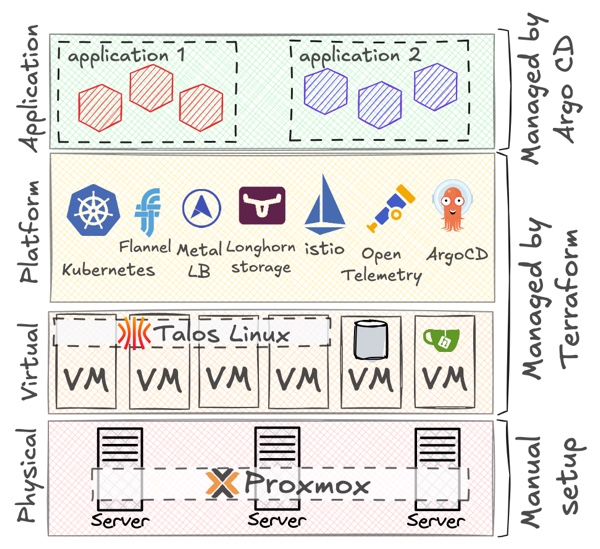 Application
application 1
application 2
Managed by
Argo CD
Platform
Kubernetes
Flannel
Metal
LB
Longhorn
storage
istio
Open
Telemetry
ArgoCD
Managed by
Terraform
Virtual
Talos Linux
VM
VM
VM
VM
VM
VM
Physical
Proxmox
Server
Server
Server
Manual
setup